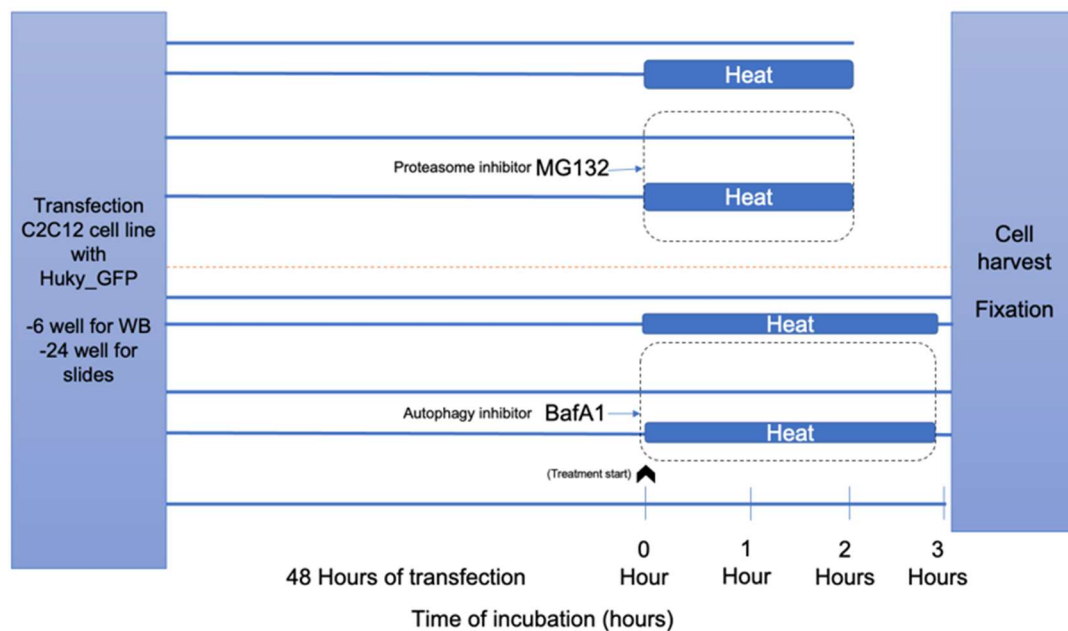 Heat
Proteasome inhibitor MG132
Heat
Transfection
C2C12 cell line
with
Huky_GFP
-6 well for WB
-24 well for
slides
Cell
harvest
Fixation
Heat
Autophagy inhibitor BafA1
Heat
(Treatment start)
0 1 2 3
Hour Hour Hours Hours
48 Hours of transfection
Time of incubation (hours)